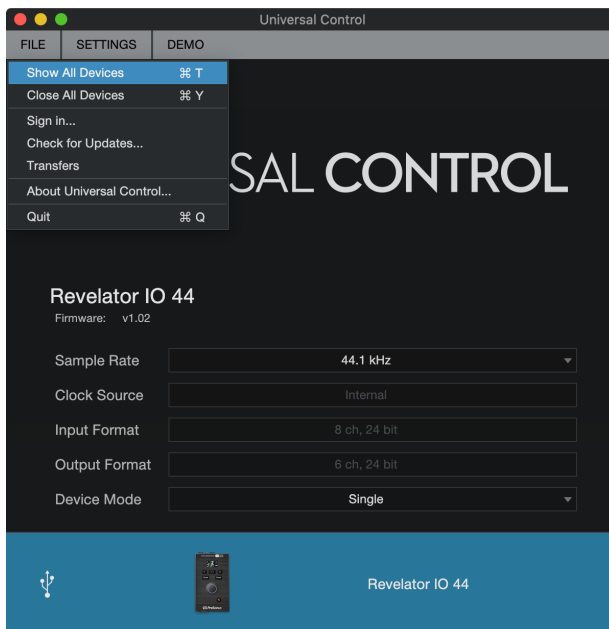 Universal Control
FILE SETTINGS DEMO
Show All Devices ⌘ T
Close All Devices ⌘ Y
Sign in...
Check for Updates...
Transfers
About Universal Control...
Quit ⌘ Q
SAL CONTROL
Revelator IO 44
Firmware: v1.02
Sample Rate 44.1 kHz
Clock Source Internal
Input Format 8 ch, 24 bit
Output Format 6 ch, 24 bit
Device Mode Single
Revelator IO 44
PreSonus